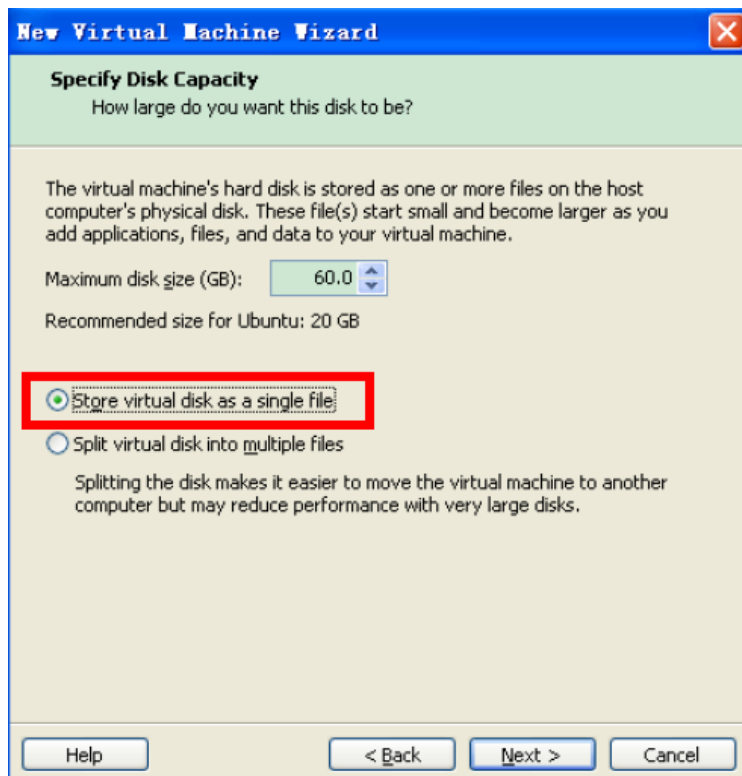 New Virtual Machine Wizard
Specify Disk Capacity
How large do you want this disk to be?
The virtual machine's hard disk is stored as one or more files on the host
computer's physical disk. These file(s) start small and become larger as you
add applications, files, and data to your virtual machine.
Maximum disk size (GB): 60.0
Recommended size for Ubuntu: 20 GB
Store virtual disk as a single file
Split virtual disk into multiple files
Splitting the disk makes it easier to move the virtual machine to another
computer but may reduce performance with very large disks.
Help < Back Next > Cancel